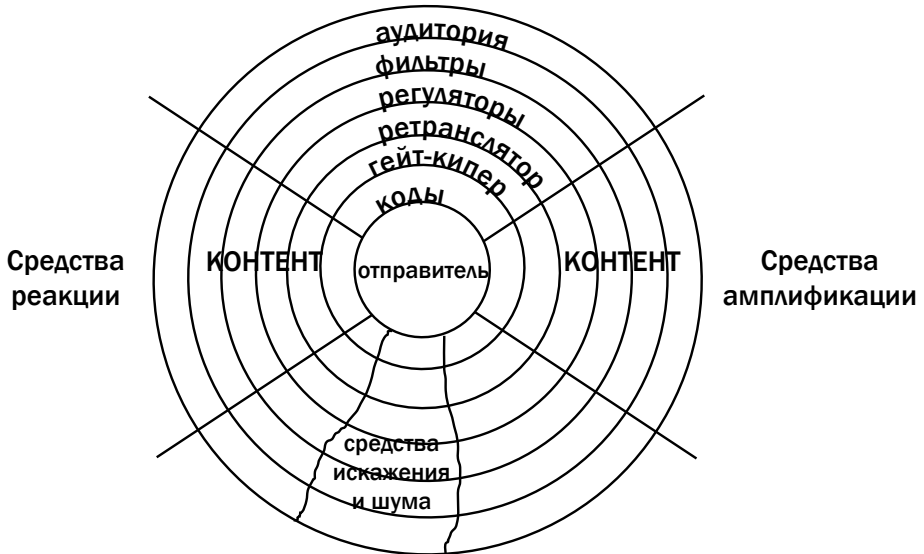 аудитория
фильтры
регуляторы
ретранслятор
гейт-кипер
коды
Средства
реакции
КОНТЕНТ
отправитель
КОНТЕНТ
Средства
амплификации
средства
искажения
и шума